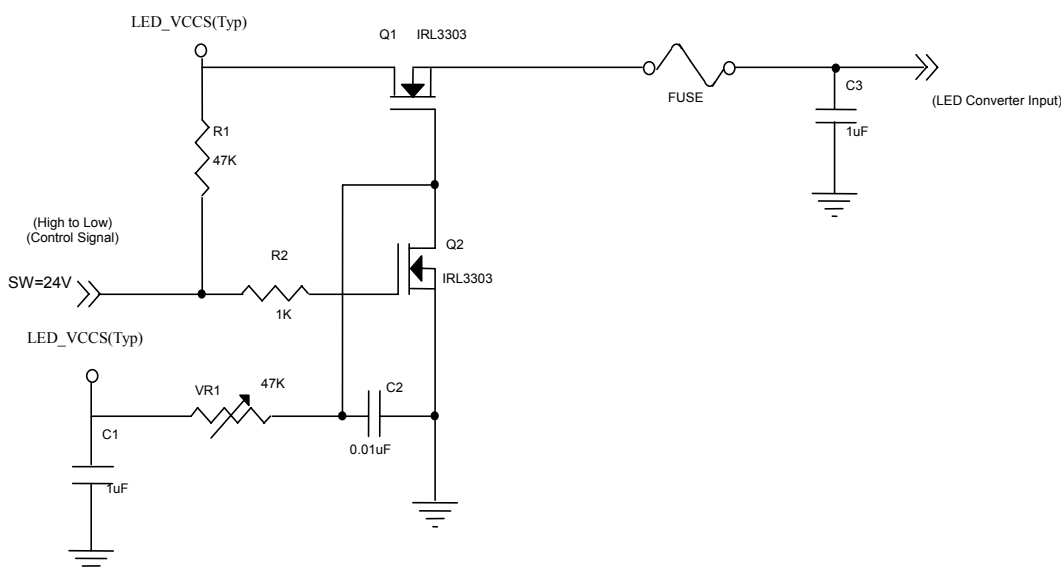 LED_VCCS(Typ)
Q1 IRL3303
FUSE
C3
1uF
(LED Converter Input)
R1
47K
(High to Low)
(Control Signal)
SW=24V
R2
1K
Q2
IRL3303
LED_VCCS(Typ)
VR1
47K
C2
0.01uF
C1
1uF